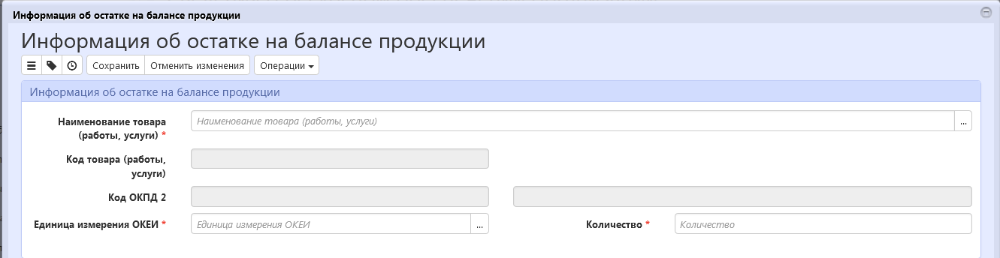 Информация об остатке на балансе продукции
Информация об остатке на балансе продукции
Сохранить Отменить изменения Операции
Информация об остатке на балансе продукции
Наименование товара
(работы, услуги) *
Наименование товара (работы, услуги) ...
Код товара (работы,
услуги)
Код ОКПД 2
Единица измерения ОКЕИ * Единица измерения ОКЕИ ... Количество * Количество